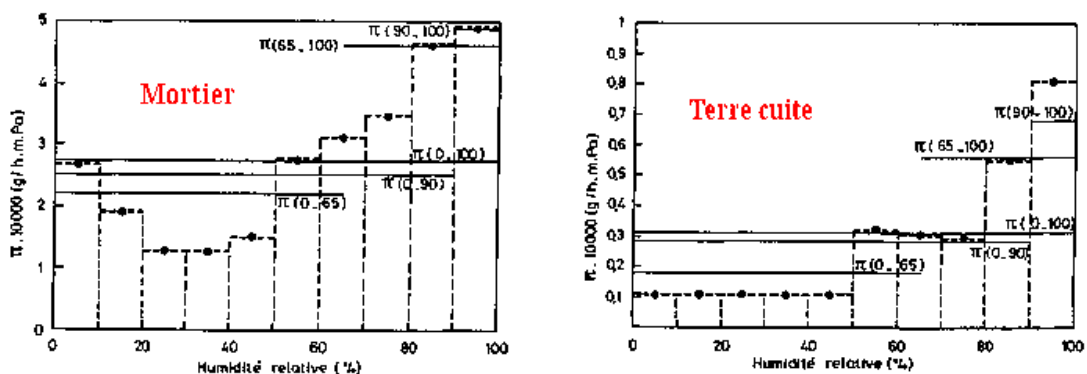 5
4
3
2
1
0
π.10000 (g/h.m.Pa)
Mortier
π(90_100)
π(65_100)
π(0_100)
π(0_90)
π(0_65)
0 20 40 60 80 100
Humidité relative (%)
1
0,9
0,8
0,7
0,6
0,5
0,4
0,3
0,2
0,1
π.10000 (g/h.m.Pa)
Terre cuite
π(90_100)
π(65_100)
π(0_100)
π(0_90)
π(0_65)
0 20 40 60 80 100
Humidité relative (%)